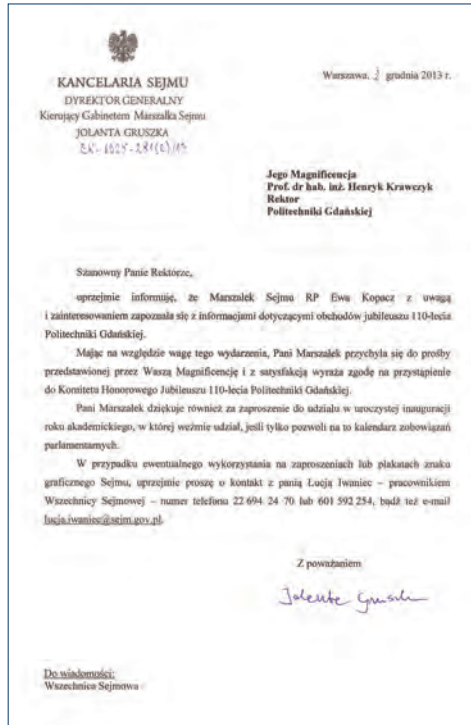 KANCELARIA SEJMU
DYREKTOR GENERALNY
Kierujący Gabinetem Marszałka Sejmu
JOLANTA GRUSZKA
Warszawa, grudnia 2013 r.
Jego Magnificencja
Prof. dr hab. inż. Henryk Krawczyk
Rektor
Politechniki Gdańskiej
Szanowny Panie Rektorze,
uprzejmie informuję, że Marszałek Sejmu RP Ewa Kopacz z uwagą
i zainteresowaniem zapoznała się z informacjami dotyczącymi obchodów jubileuszu 110-lecia
Politechniki Gdańskiej.
Mając na względzie wagę tego wydarzenia, Pani Marszałek przychyla się do prośby
przedstawionej przez Waszą Magnificencję i z satysfakcją wyraża zgodę na przystąpienie
do Komitetu Honorowego Jubileuszu 110-lecia Politechniki Gdańskiej.
Pani Marszałek dziękuje również za zaproszenie do udziału w uroczystej inauguracji
roku akademickiego, w której weźmie udział, jeśli tylko pozwoli na to kalendarz zobowiązań
parlamentarnych.
W przypadku ewentualnego wykorzystania na zaproszeniach lub plakatach znaku
graficznego Sejmu, uprzejmie proszę o kontakt z panią Łucją Iwaniec – pracownikiem
Wszechnicy Sejmowej – numer telefonu 22 694 24 70 lub 601 592 254, bądź też e-mail
lucja.iwaniec@sejm.gov.pl.
Z poważaniem
Do wiadomości:
Wszechnica Sejmowa